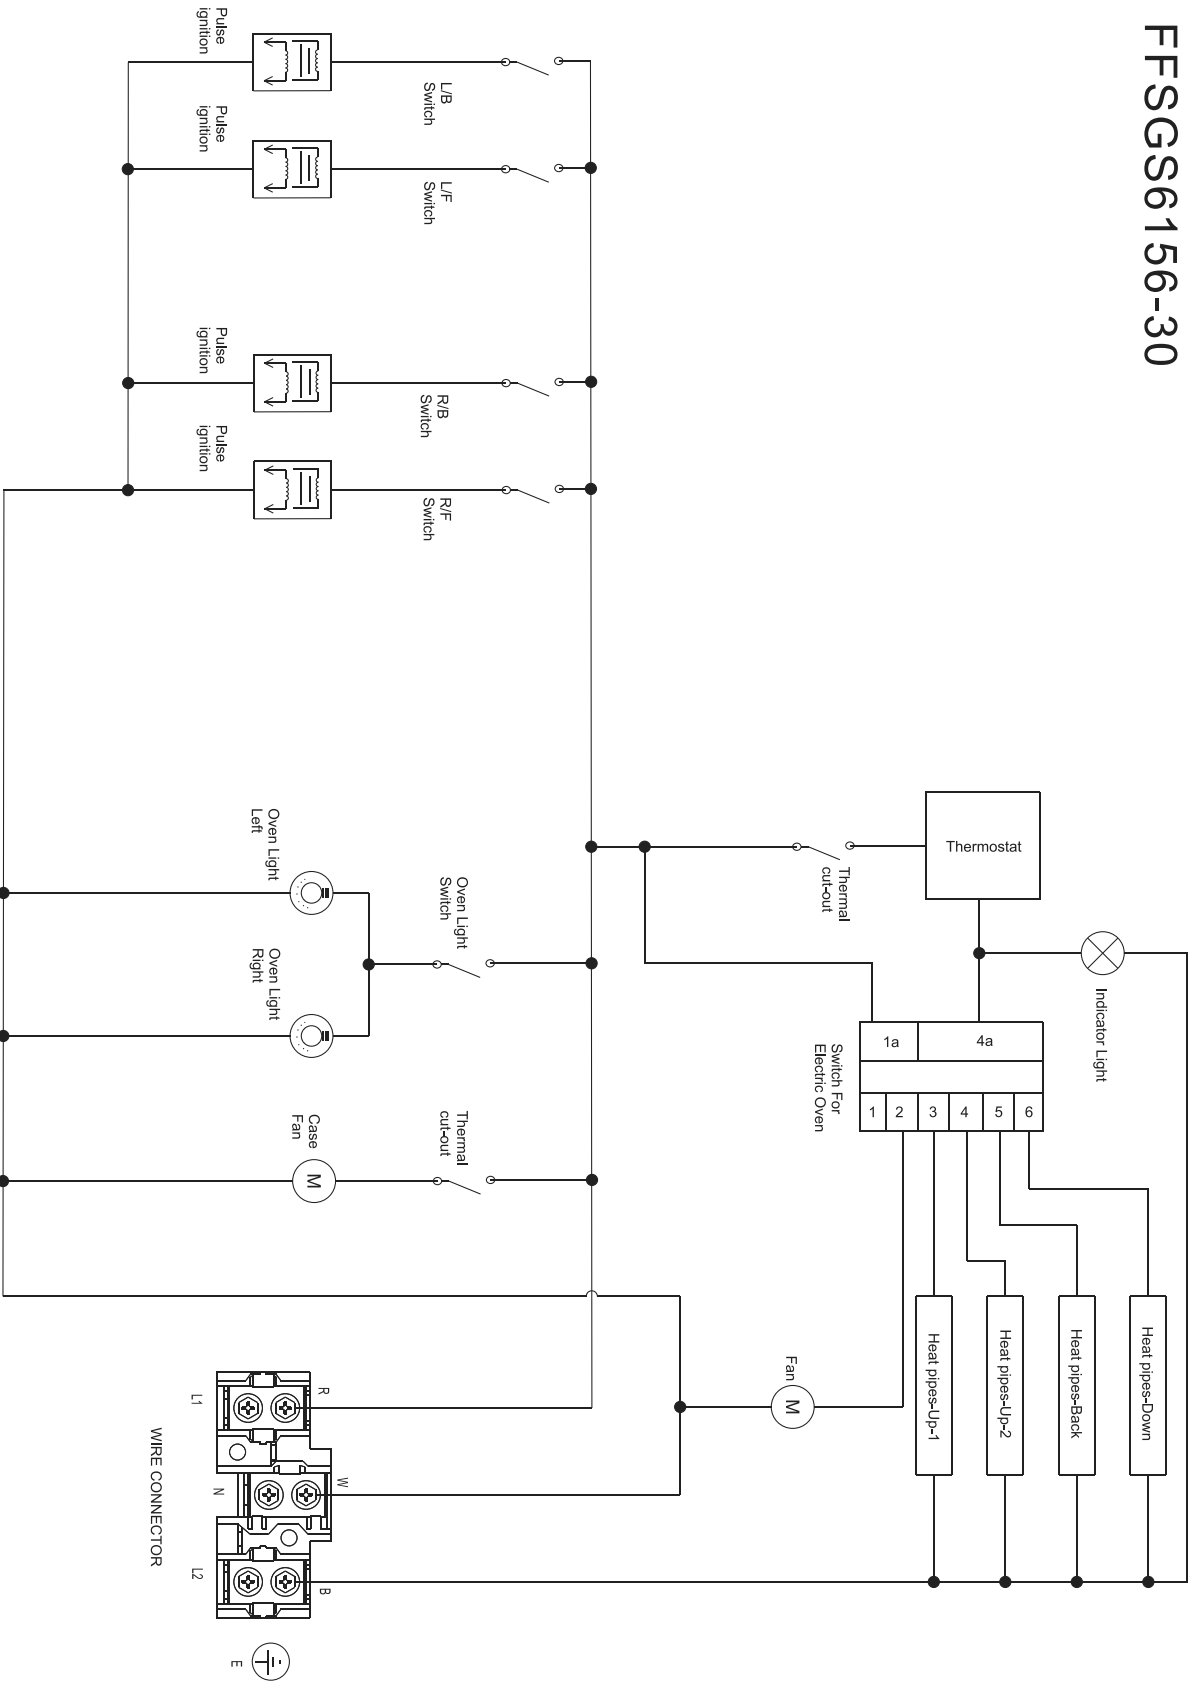 FFSGS6156-30
Pulse
ignition
L/B
Switch
Pulse
ignition
L/F
Switch
Pulse
ignition
R/B
Switch
Pulse
ignition
R/F
Switch
Thermostat
Thermal
cut-out
Indicator Light
Oven Light
Left
Oven Light
Switch
Oven Light
Right
1a
4a
Switch For
Electric Oven
1
2
3
4
5
6
Case
Fan
M
Thermal
cut-out
Heat pipes-Up-1
Heat pipes-Up-2
Heat pipes-Back
Heat pipes-Down
Fan
M
R
L1
W
N
B
L2
WIRE CONNECTOR
E